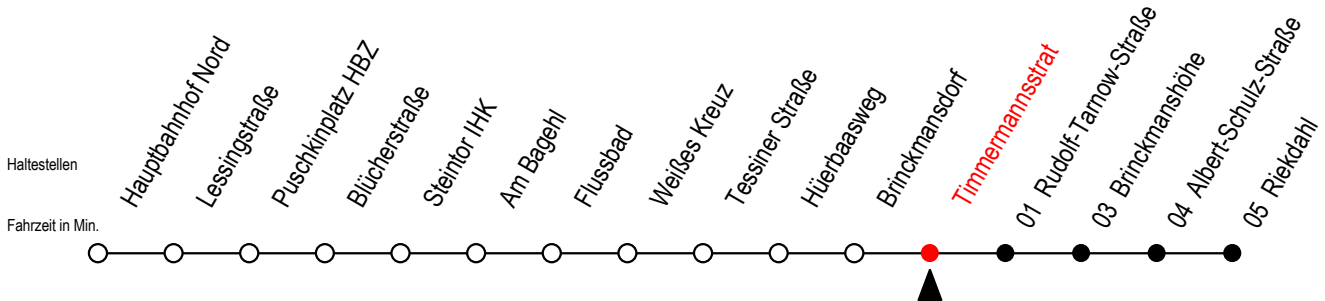 Haltestellen
Fahrzeit in Min.
Hauptbahnhof Nord
Lessingstraße
Puschkinplatz HBZ
Blücherstraße
Steintor IHK
Am Bagehl
Flussbad
Weißes Kreuz
Tessiner Straße
Hüerbaasweg
Brinckmansdorf
Timmermannsstrat
01 Rudolf-Tarnow-Straße
03 Brinckmanshöhe
04 Albert-Schulz-Straße
05 Riekdahl